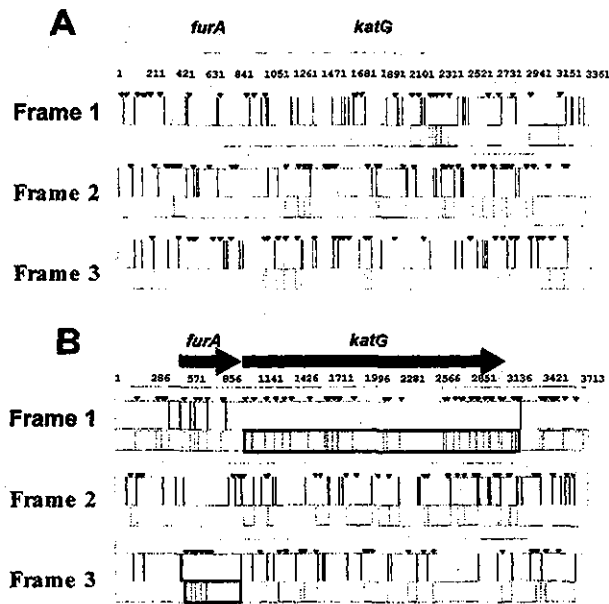 A
furA katG
1 211 421 631 841 1051 1261 1471 1681 1891 2101 2311 2521 2731 2941 3151 3361
Frame 1
Frame 2
Frame 3
B
furA katG
1 286 571 856 1141 1426 1711 1996 2281 2566 2851 3136 3421 3713
Frame 1
Frame 2
Frame 3